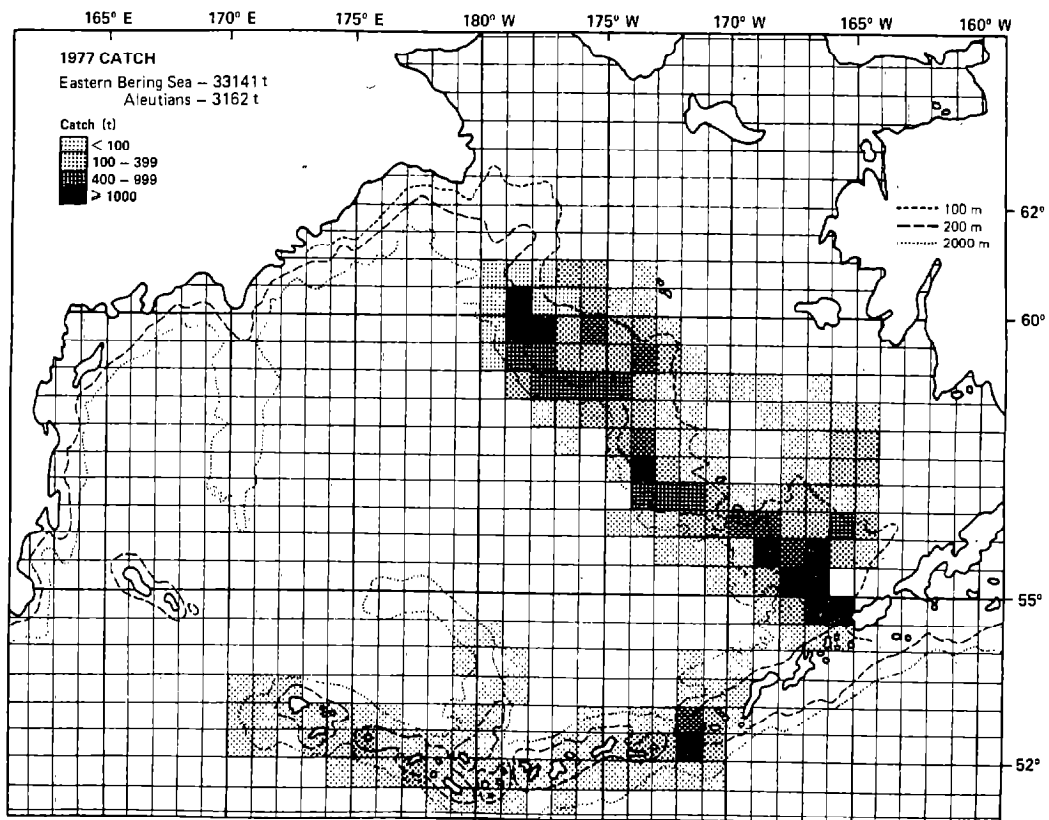 165° E 170° E 175° E 180° W 175° W 170° W 165° W 160° W
1977 CATCH
Eastern Bering Sea – 33141 t
Aleutians – 3162 t
Catch (t)
< 100
100 – 399
400 – 999
⩾ 1000
100 m
62°
200 m
2000 m
60°
55°
52°